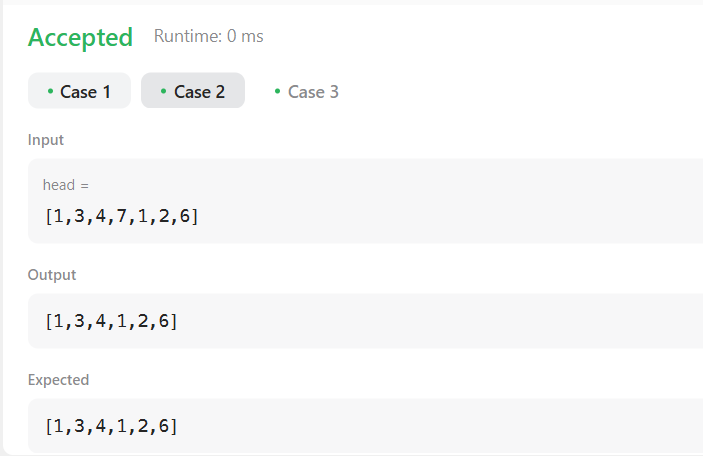 Accepted Runtime: 0 ms
• Case 1 • Case 2 • Case 3
Input
head =
[1,3,4,7,1,2,6]
Output
[1,3,4,1,2,6]
Expected
[1,3,4,1,2,6]